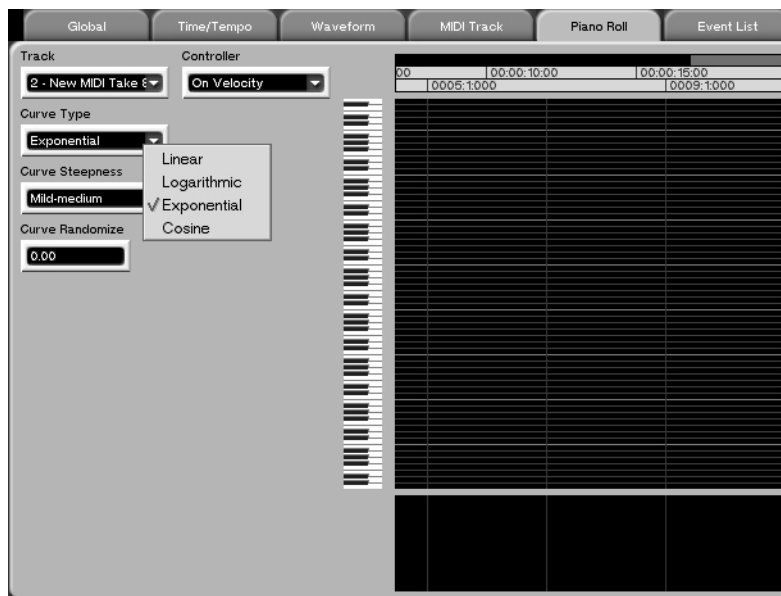 Global Time/Tempo Waveform MIDI Track Piano Roll Event List
Track Controller
2 - New MIDI Take 8 On Velocity
00 00:00:10:00 00:00:15:00
0005:1:000 0009:1:000
Curve Type
Exponential
Linear
Logarithmic
Exponential
Cosine
Curve Steepness
Mild-medium
Curve Randomize
0.00